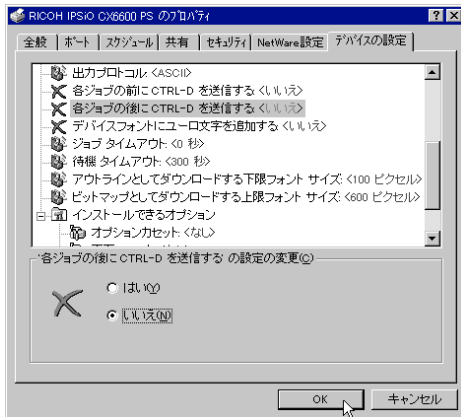 RICOH IPSiO CX6600 PS のプロパティ
全般 ポート スケジュール 共有 セキュリティ NetWare設定 デバイスの設定
出力プロトコル: <ASCII>
各ジョブの前に CTRL-D を送信する: <いいえ>
各ジョブの後に CTRL-D を送信する: <いいえ>
デバイスフォントにユーロ文字を追加する: <いいえ>
ジョブ タイムアウト: <0 秒>
待機 タイムアウト: <300 秒>
アウトラインとしてダウンロードする下限フォント サイズ: <100 ピクセル>
ビットマップとしてダウンロードする上限フォント サイズ: <600 ピクセル>
インストールできるオプション
オプションカセット: <なし>
'各ジョブの後に CTRL-D を送信する' の設定の変更(C)
はい(Y)
いいえ(N)
OK キャンセル